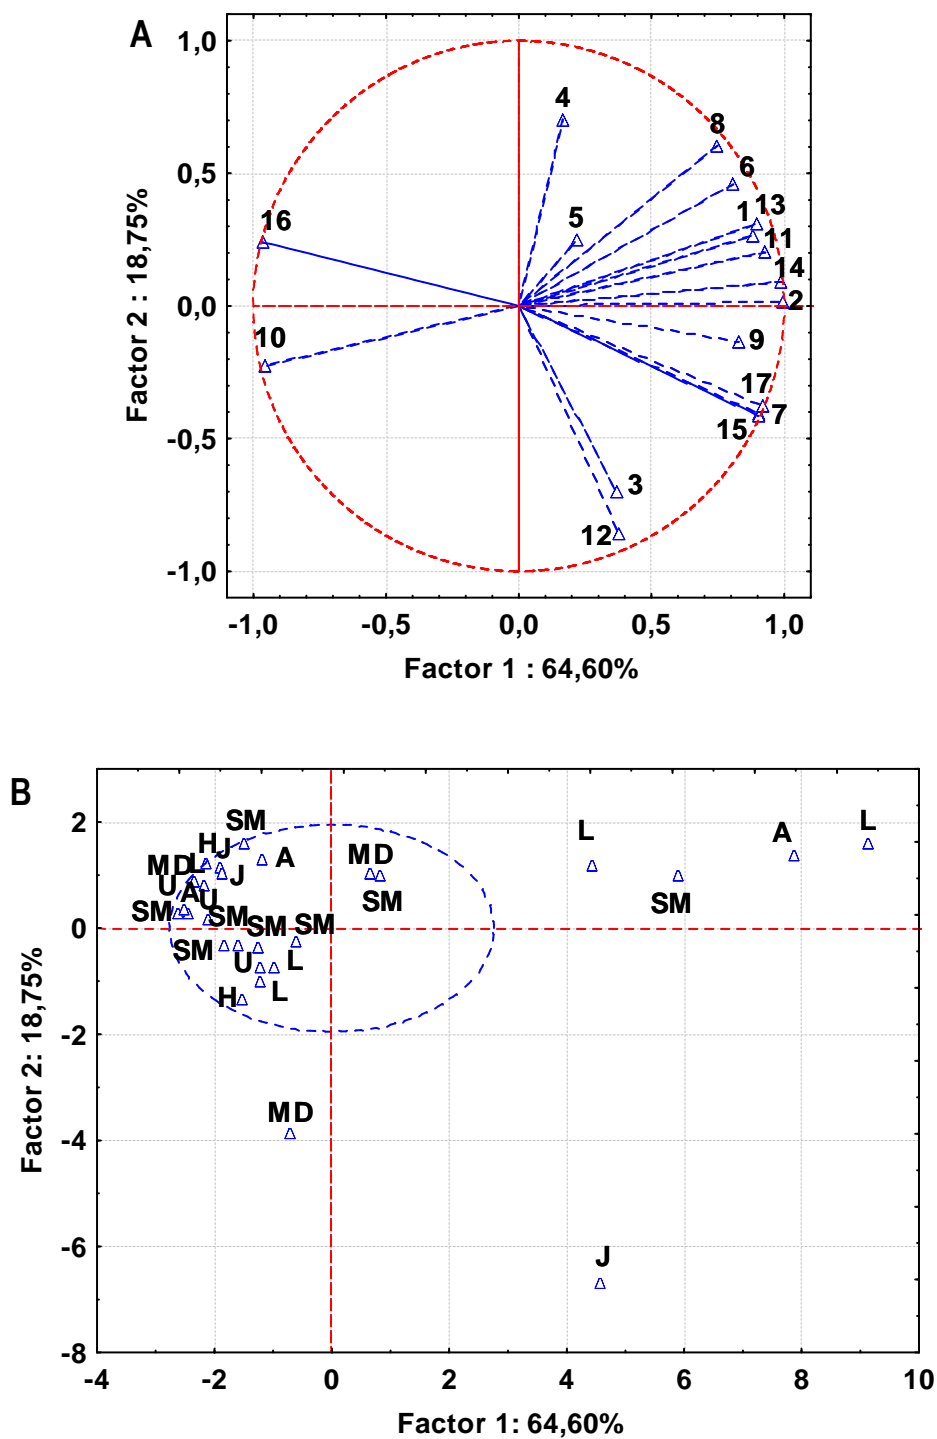 A
1,0
4
8
6
0,5
1 13
5
11
16
14
0,0
2
10
9
17
7
15
-0,5
3
12
-1,0
Factor 2 : 18,75%
-1,0 -0,5 0,0 0,5 1,0
Factor 1 : 64,60%
B
2
SM
L
A
L
H J
A
MD
MD L
J
U A
SM
SM
U
SM
SM
SM
SM
SM
0
U
L
H
L
-2
MD
-4
-6
J
-8
Factor 2: 18,75%
-4 -2 0 2 4 6 8 10
Factor 1: 64,60%